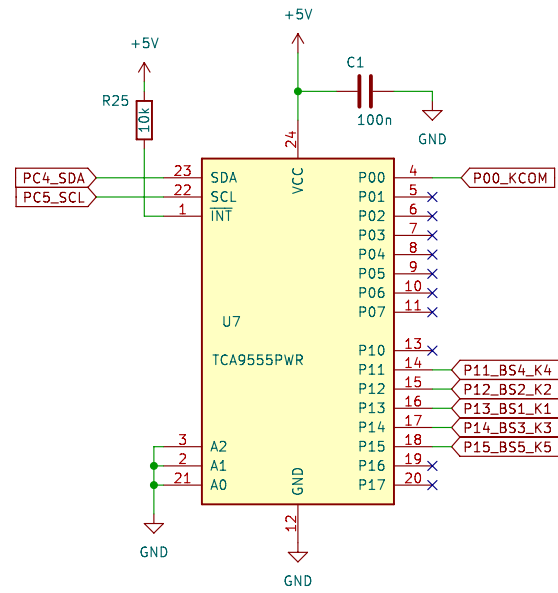 +5V
+5V
C1
R25
10k
100n
GND
24
VCC
PC4_SDA 23 SDA P00 4 P00_KCOM
PC5_SCL 22 SCL P01 5
1 INT P02 6
P03 7
P04 8
P05 9
P06 10
P07 11
U7
P10 13
TCA9555PWR
P11 14 P11_BS4_K4
P12 15 P12_BS2_K2
P13 16 P13_BS1_K1
P14 17 P14_BS3_K3
3 A2 P15 18 P15_BS5_K5
2 A1 P16 19
21 A0 P17 20
GND
12
GND
GND